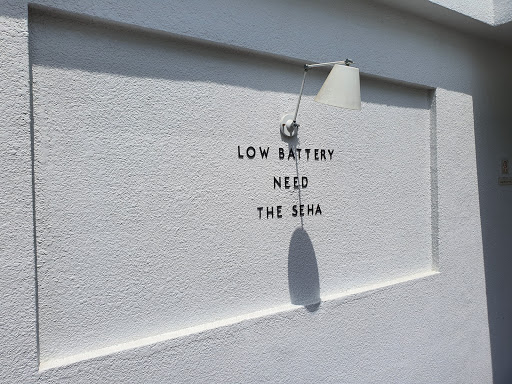 LOW BATTERY
NEED
THE SEHA